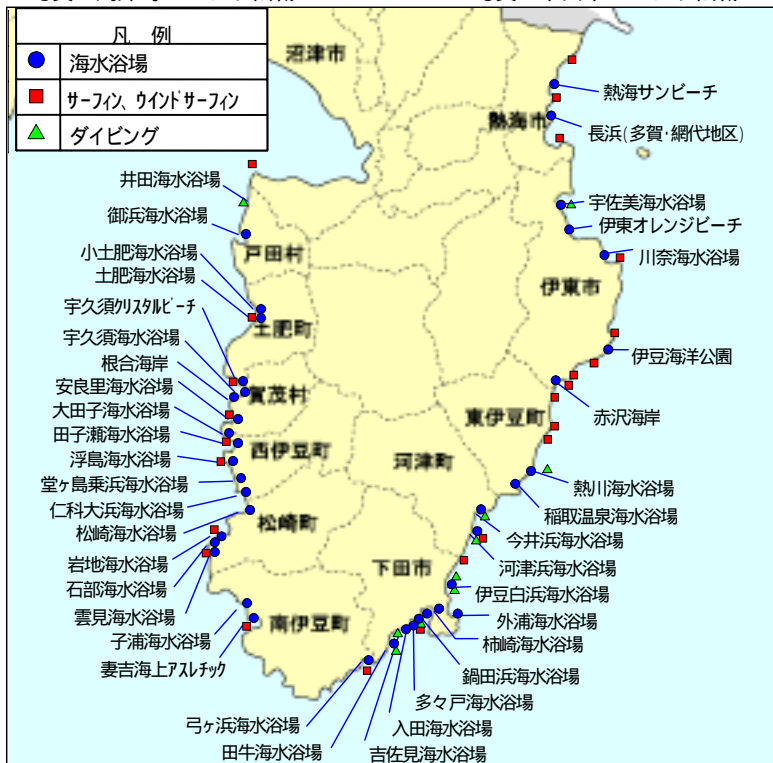 凡 例
海水浴場
サーフィン、ウインドサーフィン
ダイビング
沼津市
熱海市
戸田村
土肥町
伊東市
賀茂村
東伊豆町
西伊豆町
河津町
松崎町
下田市
南伊豆町
熱海サンビーチ
長浜(多賀・網代地区)
宇佐美海水浴場
伊東オレンジビーチ
川奈海水浴場
伊豆海洋公園
赤沢海岸
熱川海水浴場
稲取温泉海水浴場
今井浜海水浴場
河津浜海水浴場
伊豆白浜海水浴場
外浦海水浴場
柿崎海水浴場
鍋田浜海水浴場
多々戸海水浴場
入田海水浴場
吉佐見海水浴場
田牛海水浴場
弓ヶ浜海水浴場
井田海水浴場
御浜海水浴場
小土肥海水浴場
土肥海水浴場
宇久須クリスタルビーチ
宇久須海水浴場
根合海岸
安良里海水浴場
大田子海水浴場
田子瀬海水浴場
浮島海水浴場
堂ヶ島乗浜海水浴場
仁科大浜海水浴場
松崎海水浴場
岩地海水浴場
石部海水浴場
雲見海水浴場
子浦海水浴場
妻吉海上アスレチック